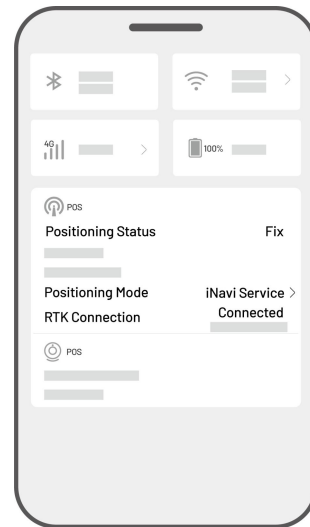 4G
100%
POS
Positioning Status Fix
Positioning Mode iNavi Service >
RTK Connection Connected
POS